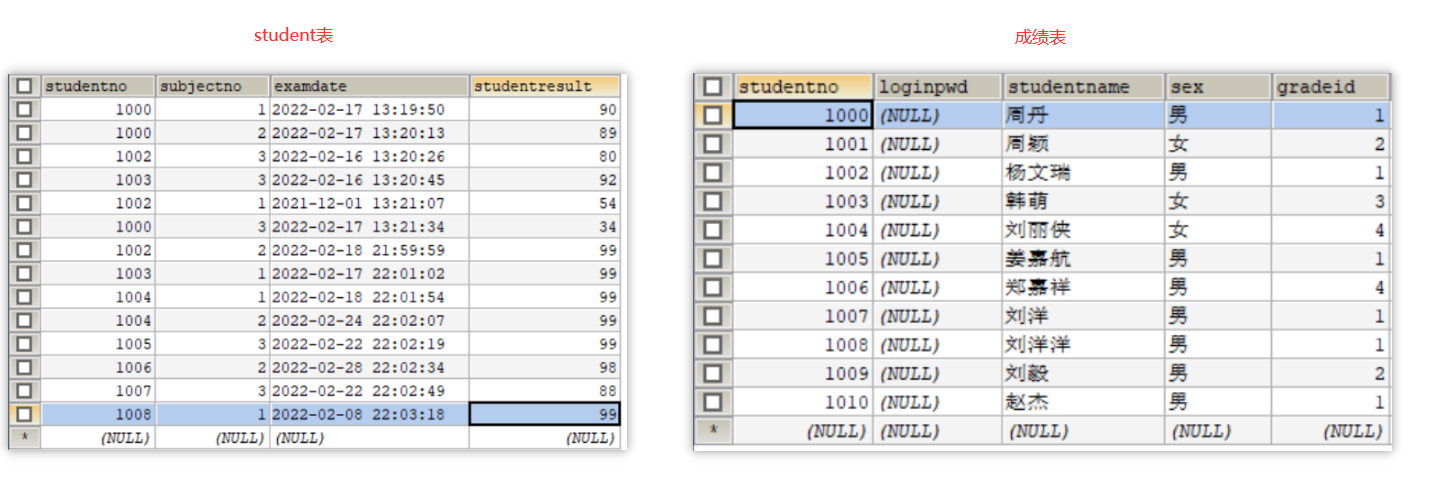 student表
studentno subjectno examdate studentresult
1000 1 2022-02-17 13:19:50 90
1000 2 2022-02-17 13:20:13 89
1002 3 2022-02-16 13:20:26 80
1003 3 2022-02-16 13:20:45 92
1002 1 2021-12-01 13:21:07 54
1000 3 2022-02-17 13:21:34 34
1002 2 2022-02-18 21:59:59 99
1003 1 2022-02-17 22:01:02 99
1004 1 2022-02-18 22:01:54 99
1004 2 2022-02-24 22:02:07 99
1005 3 2022-02-22 22:02:19 99
1006 2 2022-02-28 22:02:34 98
1007 3 2022-02-22 22:02:49 88
1008 1 2022-02-08 22:03:18 99
* (NULL) (NULL) (NULL) (NULL)
成绩表
studentno loginpwd studentname sex gradeid
1000 (NULL) 周丹 男 1
1001 (NULL) 周颖 女 2
1002 (NULL) 杨文瑞 男 1
1003 (NULL) 韩萌 女 3
1004 (NULL) 刘丽侠 女 4
1005 (NULL) 姜嘉航 男 1
1006 (NULL) 郑嘉祥 男 4
1007 (NULL) 刘洋 男 1
1008 (NULL) 刘洋洋 男 1
1009 (NULL) 刘毅 男 2
1010 (NULL) 赵杰 男 1
* (NULL) (NULL) (NULL) (NULL) (NULL)